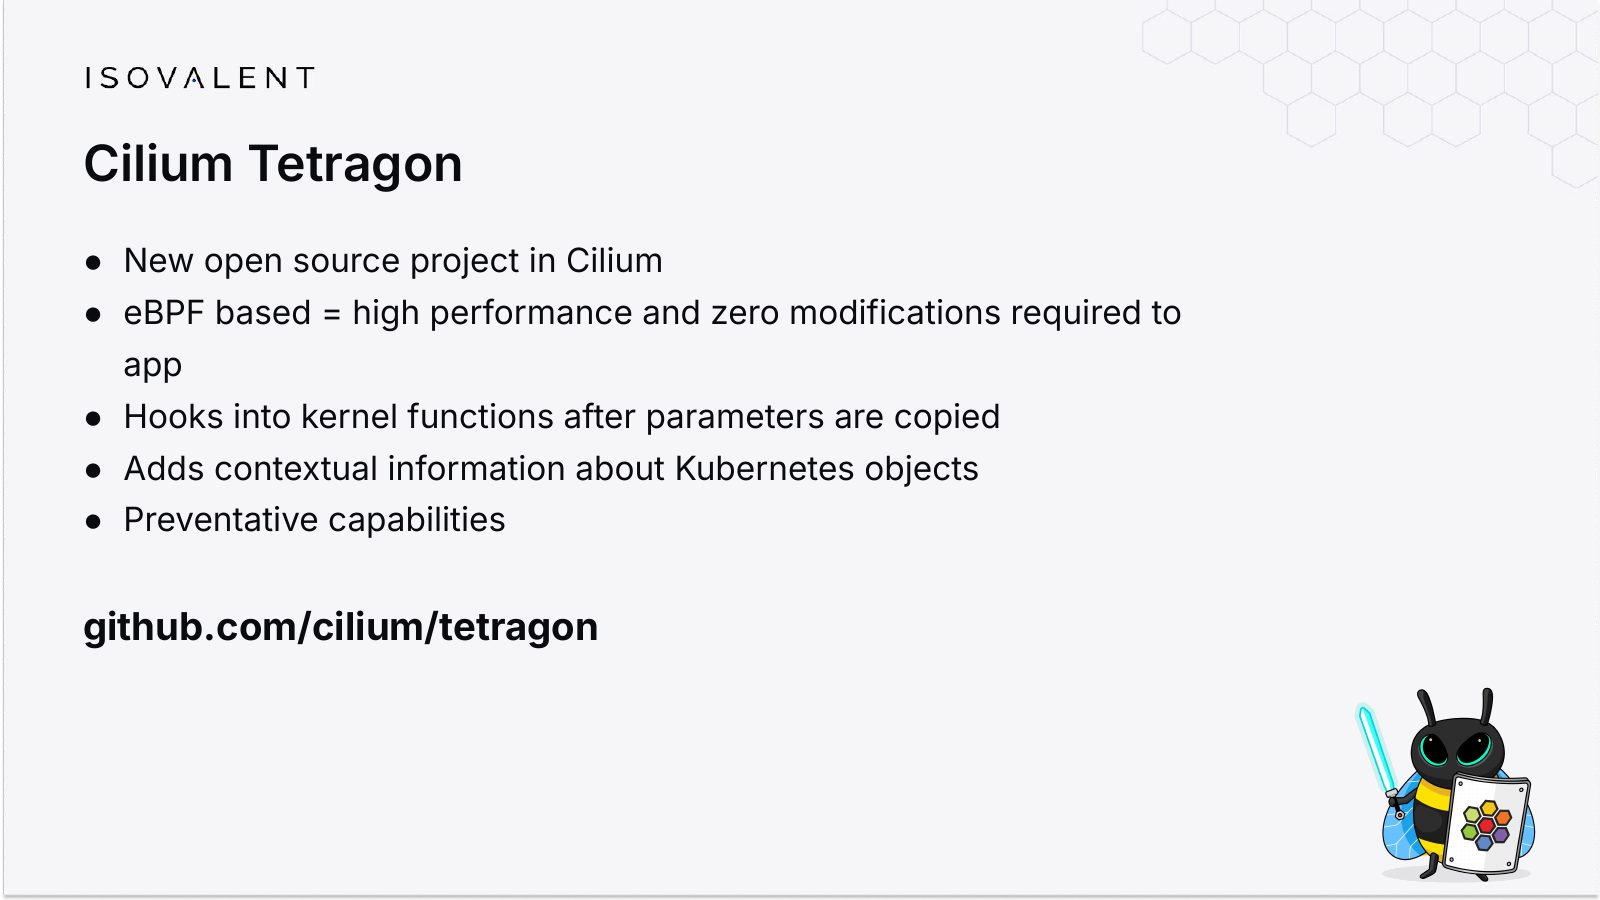 ISOVALENT
Cilium Tetragon
● New open source project in Cilium
● eBPF based = high performance and zero modifications required to
app
● Hooks into kernel functions after parameters are copied
● Adds contextual information about Kubernetes objects
● Preventative capabilities
github.com/cilium/tetragon